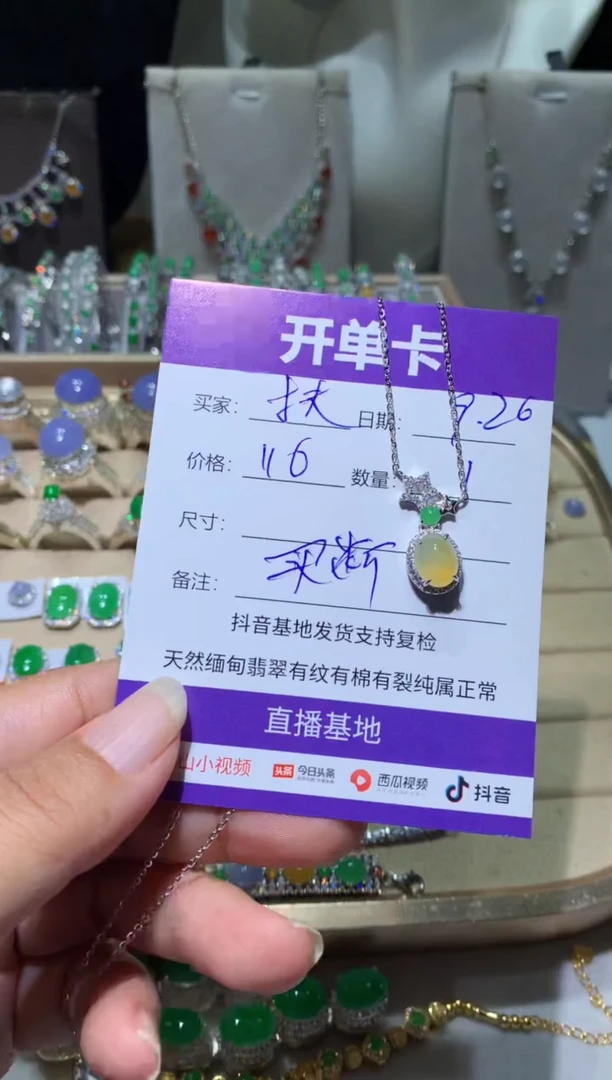 开单卡
买家: 扶 日期: 9.26
价格: 116 数量: 1
尺寸:
备注: 买断
抖音基地发货支持复检
天然缅甸翡翠有纹有棉有裂纯属正常
直播基地
山小视频 头条 今日头条 西瓜视频 抖音